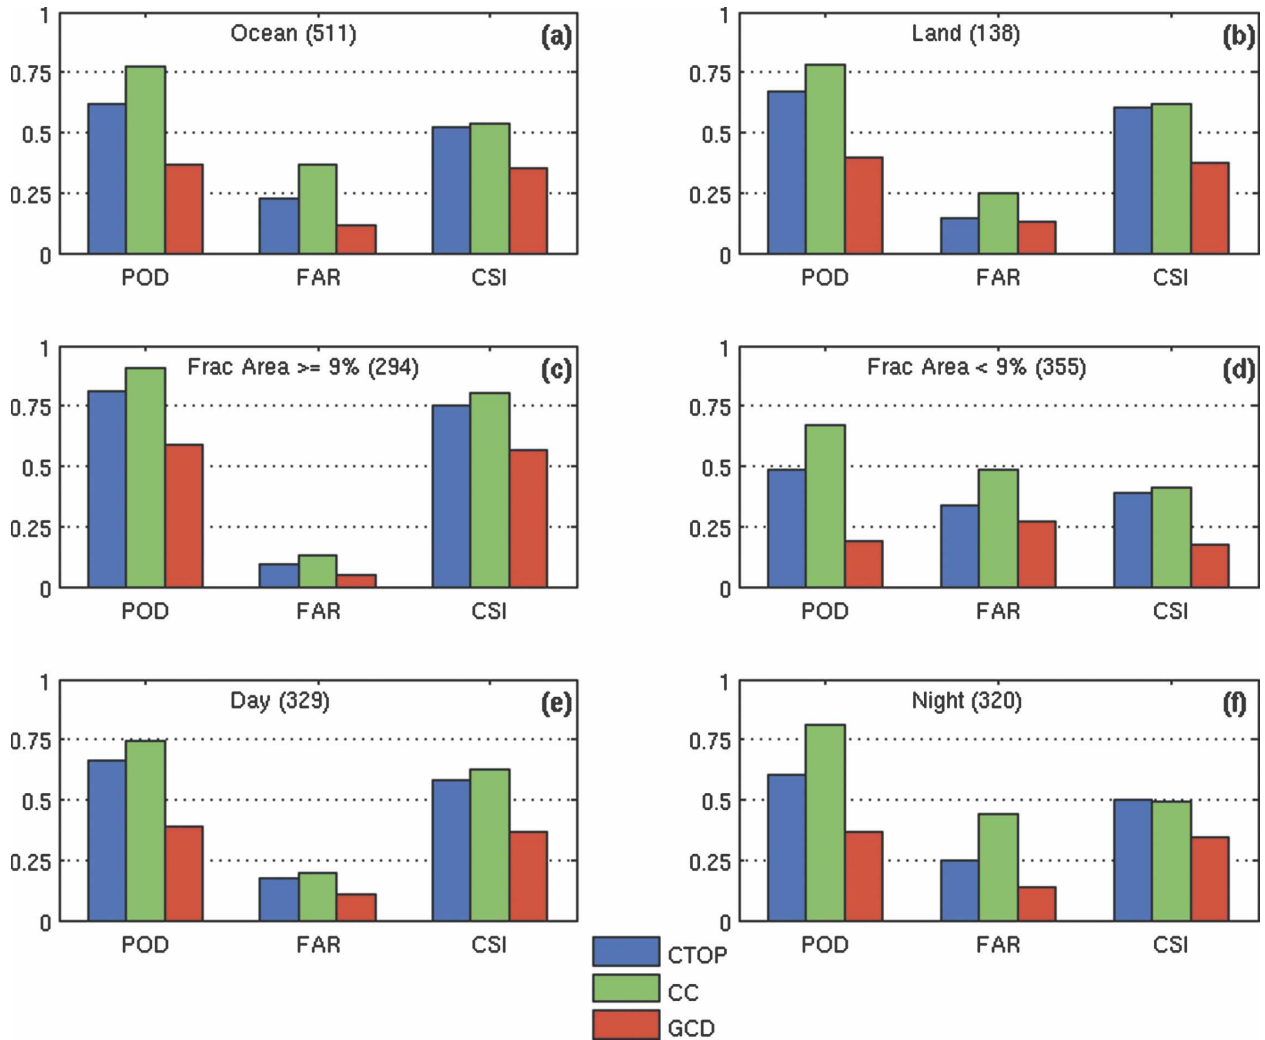 Ocean (511)
(a)
1
0.75
0.5
0.25
0
POD
FAR
CSI
Land (138)
(b)
1
0.75
0.5
0.25
0
POD
FAR
CSI
Frac Area >= 9% (294)
(c)
1
0.75
0.5
0.25
0
POD
FAR
CSI
Frac Area < 9% (355)
(d)
1
0.75
0.5
0.25
0
POD
FAR
CSI
Day (329)
(e)
1
0.75
0.5
0.25
0
POD
FAR
CSI
Night (320)
(f)
1
0.75
0.5
0.25
0
POD
FAR
CSI
CTOP
CC
GCD